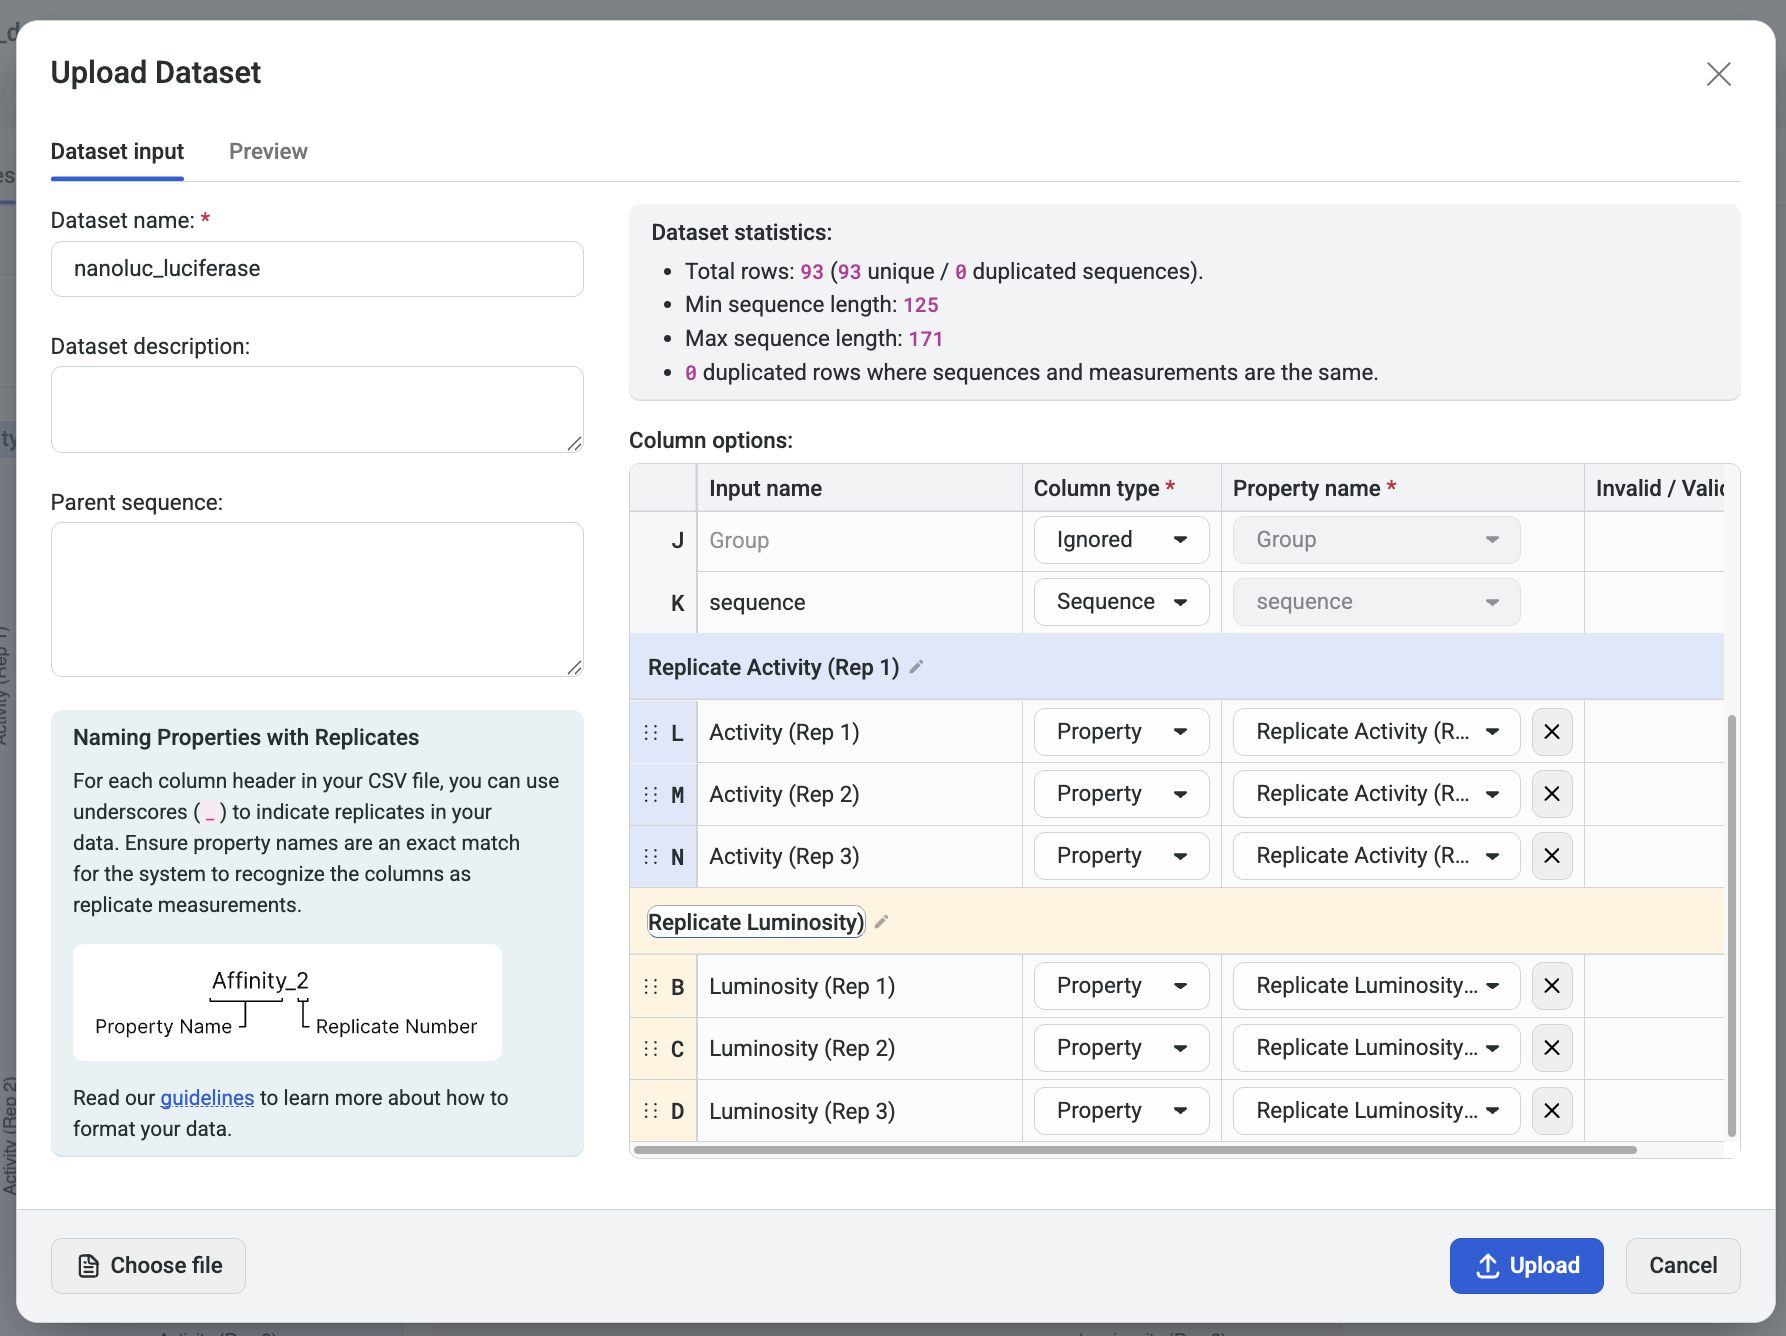 Upload Dataset
Dataset input
Preview
Dataset name: *
nanoluc_luciferase
Dataset description:
Parent sequence:
Naming Properties with Replicates
For each column header in your CSV file, you can use
underscores ( _ ) to indicate replicates in your
data. Ensure property names are an exact match
for the system to recognize the columns as
replicate measurements.
Affinity_2
Property Name
Replicate Number
Read our guidelines to learn more about how to
format your data.
Dataset statistics:
• Total rows: 93 (93 unique / 0 duplicated sequences).
• Min sequence length: 125
• Max sequence length: 171
• 0 duplicated rows where sequences and measurements are the same.
Column options:
Input name Column type * Property name * Invalid / Valid
J Group Ignored Group
K sequence Sequence sequence
Replicate Activity (Rep 1)
L Activity (Rep 1) Property Replicate Activity (R...
M Activity (Rep 2) Property Replicate Activity (R...
N Activity (Rep 3) Property Replicate Activity (R...
Replicate Luminosity)
B Luminosity (Rep 1) Property Replicate Luminosity...
C Luminosity (Rep 2) Property Replicate Luminosity...
D Luminosity (Rep 3) Property Replicate Luminosity...
Choose file
Upload
Cancel
Activity (Rep 1)
Activity (Rep 2)